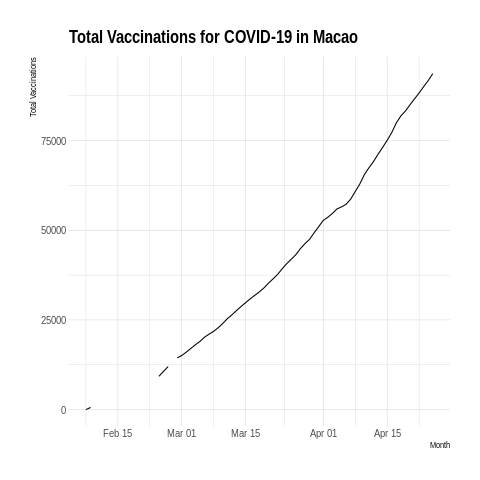 Total Vaccinations for COVID-19 in Macao
Total Vaccinations
75000
50000
25000
0
Feb 15
Mar 01
Mar 15
Apr 01
Apr 15
Month